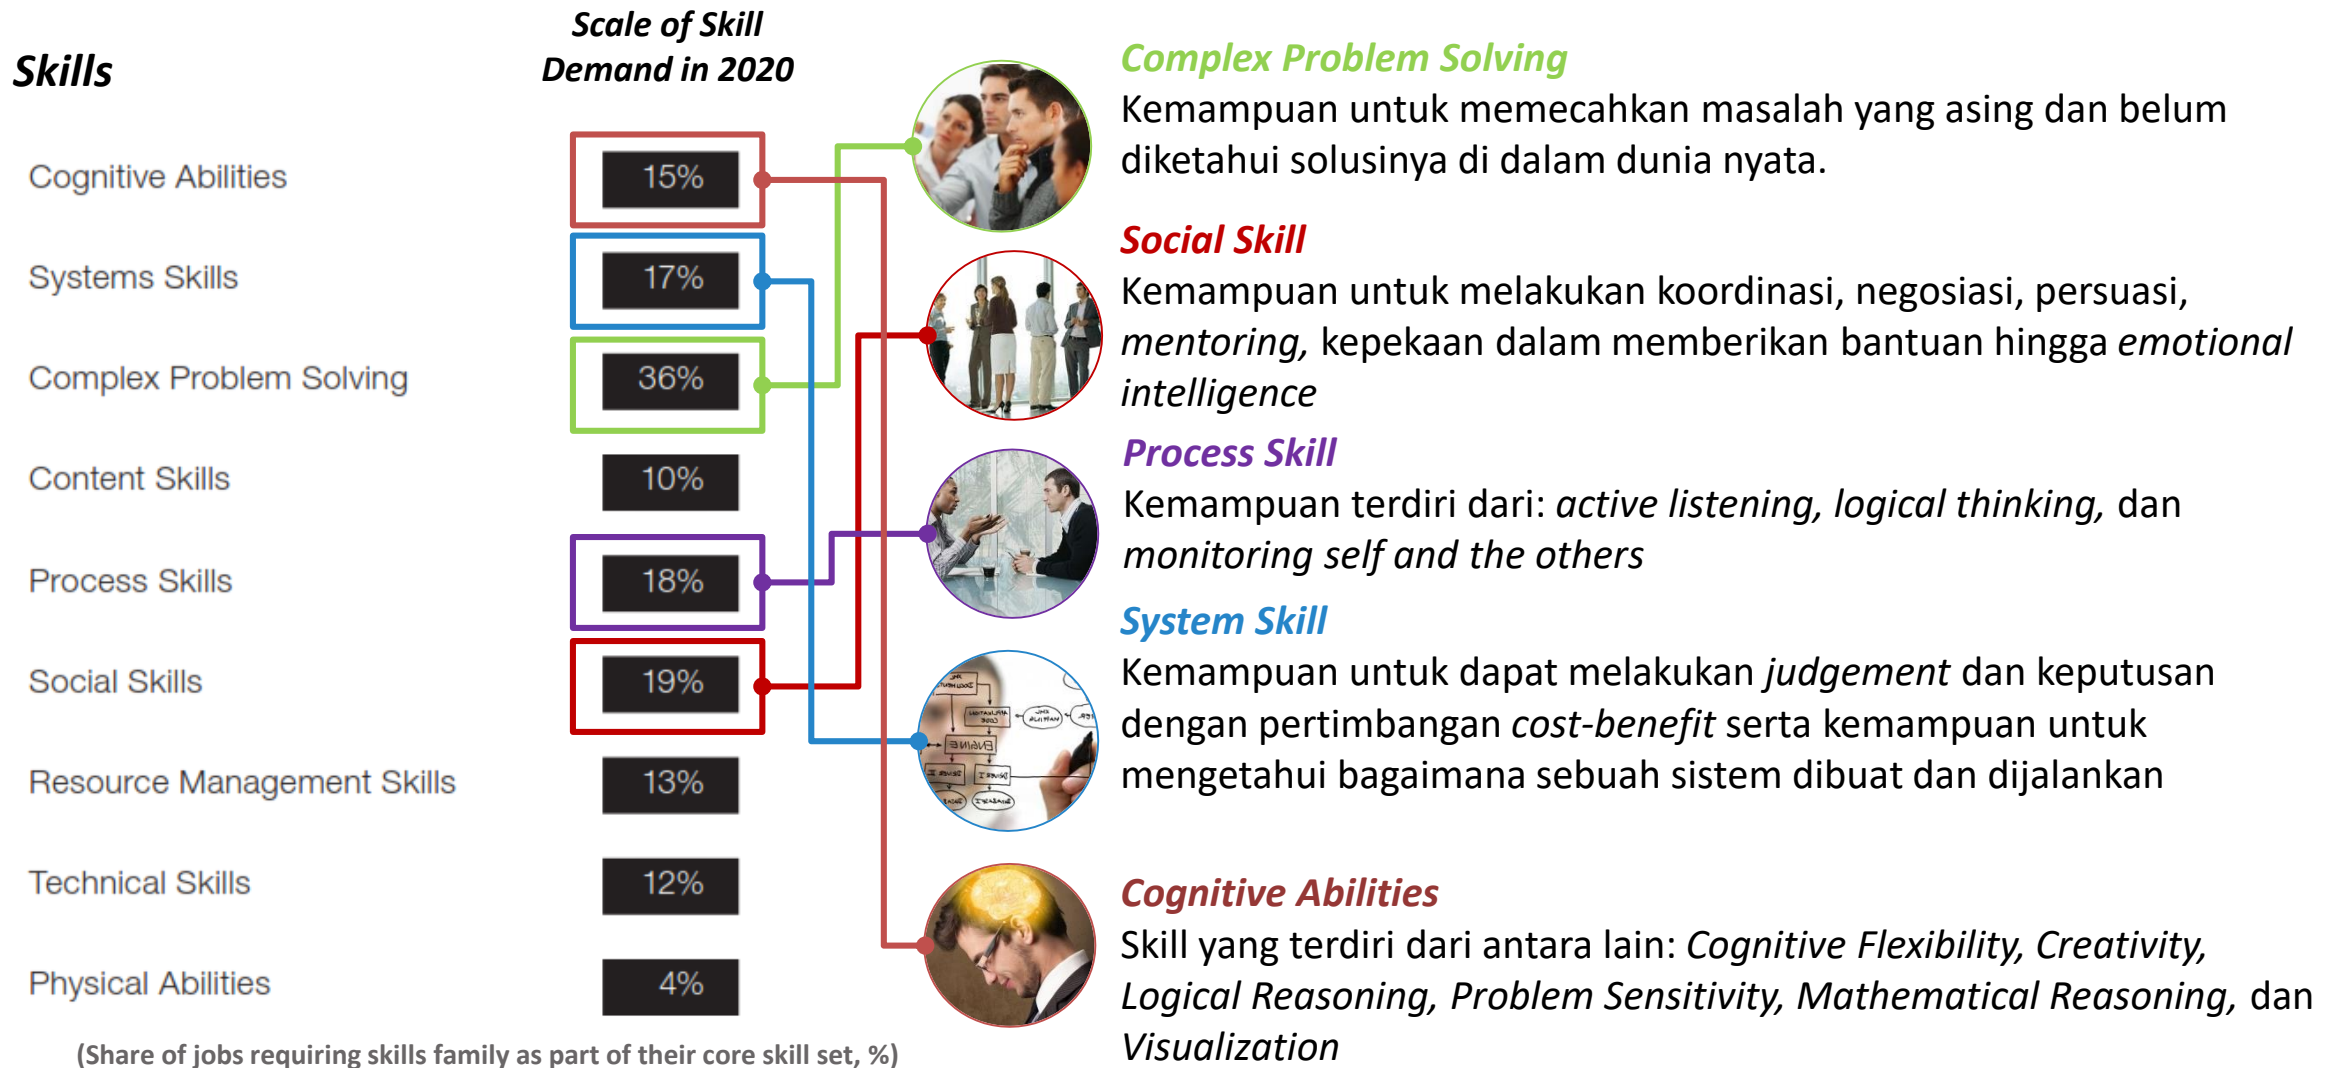 Skills
Scale of Skill
Demand in 2020
Cognitive Abilities
15%
Systems Skills
17%
Complex Problem Solving
36%
Content Skills
10%
Process Skills
18%
Social Skills
19%
Resource Management Skills
13%
Technical Skills
12%
Physical Abilities
4%
(Share of jobs requiring skills family as part of their core skill set, %)
Complex Problem Solving
Kemampuan untuk memecahkan masalah yang asing dan belum
diketahui solusinya di dalam dunia nyata.
Social Skill
Kemampuan untuk melakukan koordinasi, negosiasi, persuasi,
mentoring, kepekaan dalam memberikan bantuan hingga emotional
intelligence
Process Skill
Kemampuan terdiri dari: active listening, logical thinking, dan
monitoring self and the others
System Skill
Kemampuan untuk dapat melakukan judgement dan keputusan
dengan pertimbangan cost-benefit serta kemampuan untuk
mengetahui bagaimana sebuah sistem dibuat dan dijalankan
ENGINE
Cognitive Abilities
Skill yang terdiri dari antara lain: Cognitive Flexibility, Creativity,
Logical Reasoning, Problem Sensitivity, Mathematical Reasoning, dan
Visualization